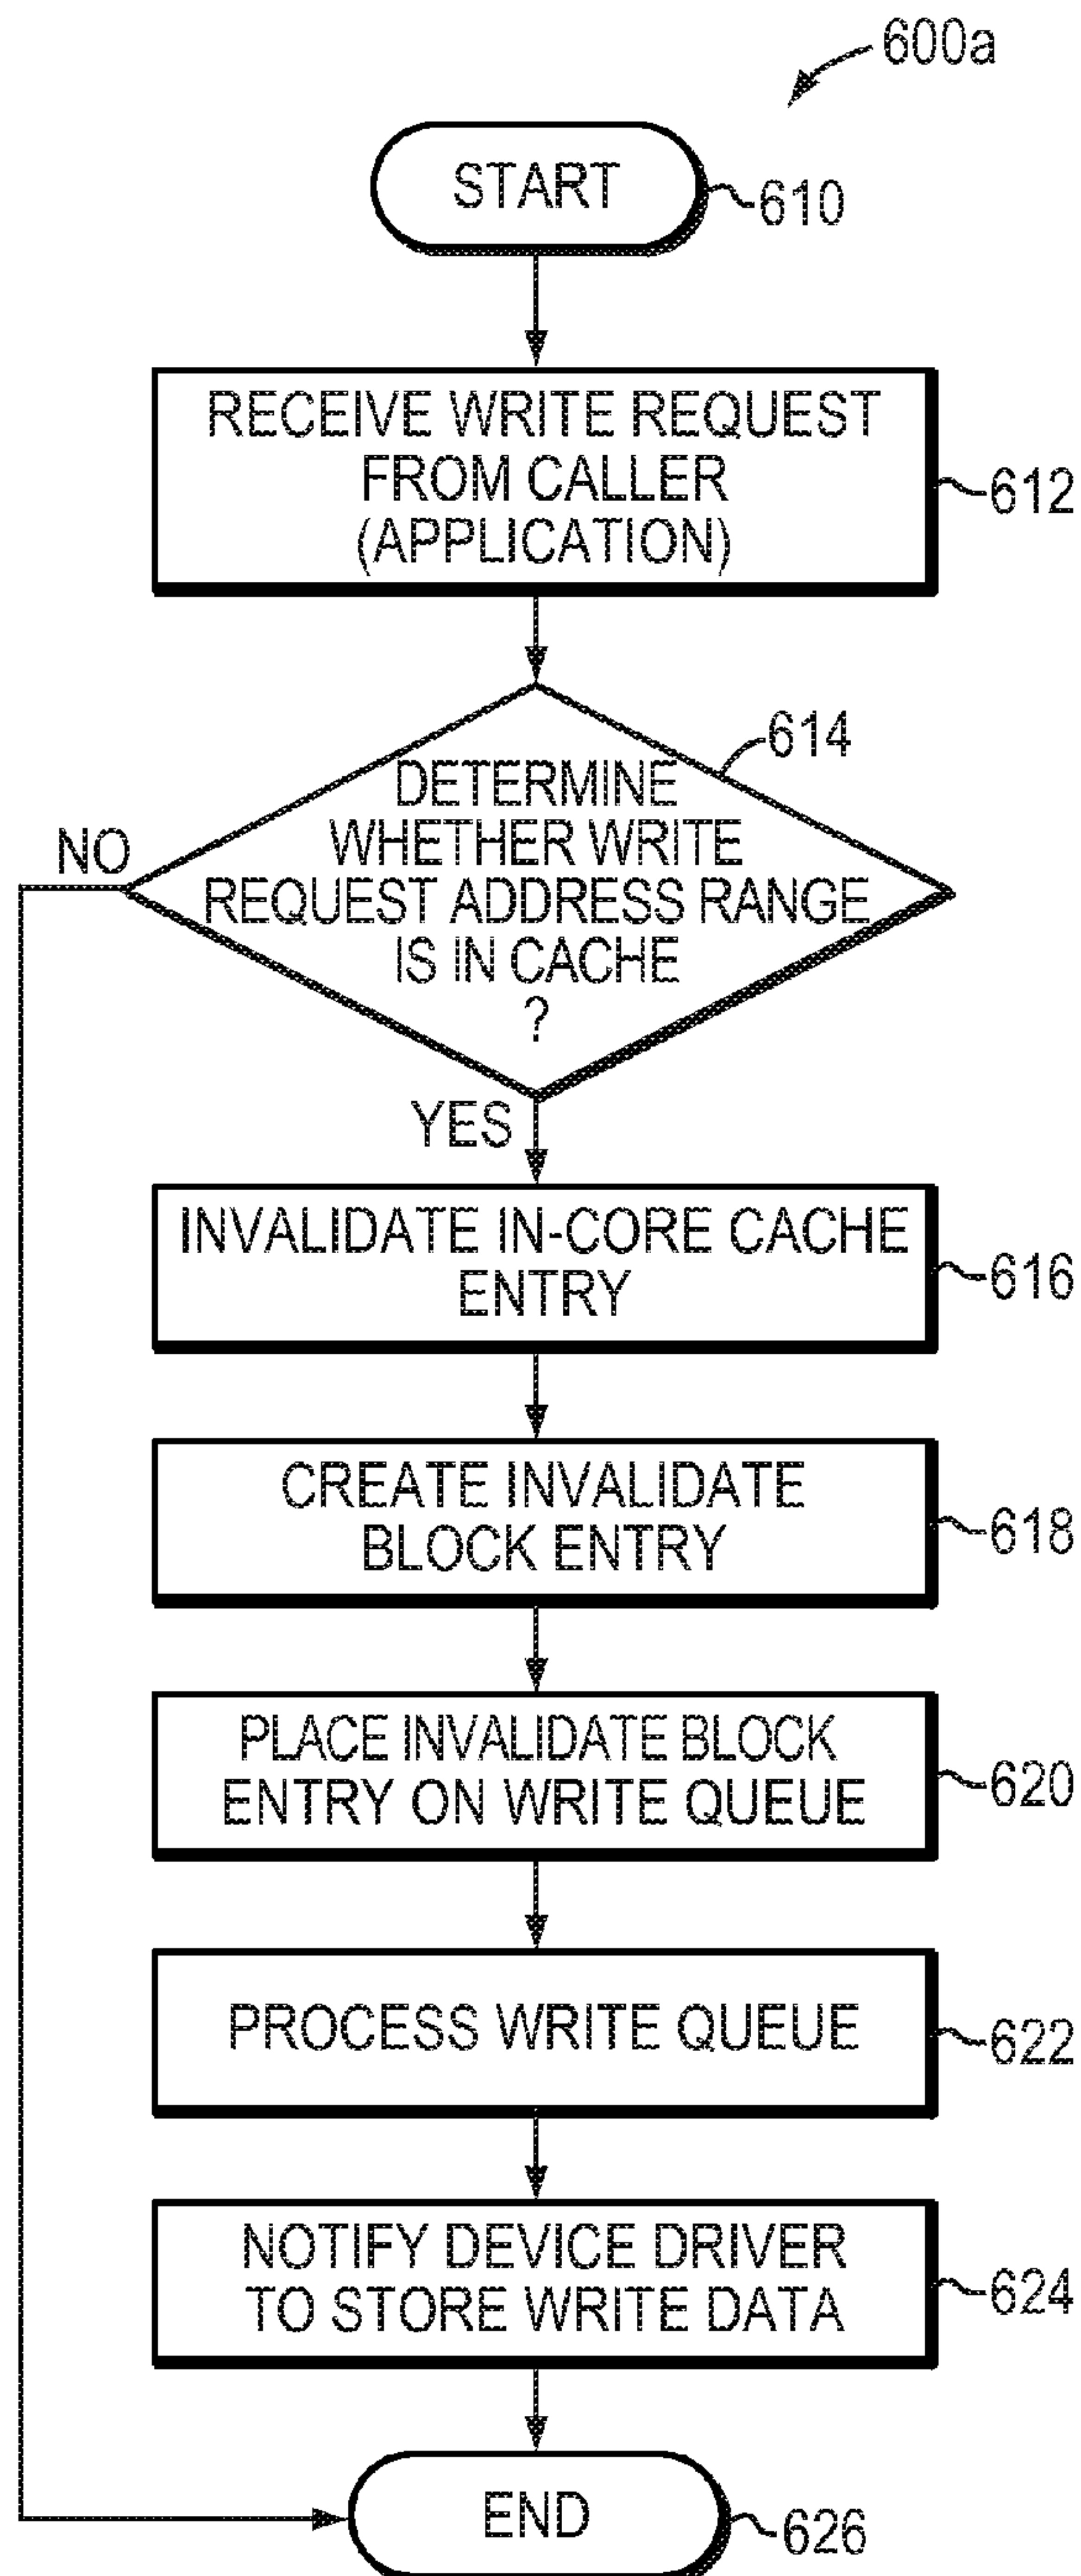 600a
START
610
RECEIVE WRITE REQUEST
FROM CALLER
(APPLICATION)
612
614
DETERMINE
WHETHER WRITE
REQUEST ADDRESS RANGE
IS IN CACHE
?
NO
YES
INVALIDATE IN-CORE CACHE
ENTRY
616
CREATE INVALIDATE
BLOCK ENTRY
618
PLACE INVALIDATE BLOCK
ENTRY ON WRITE QUEUE
620
PROCESS WRITE QUEUE
622
NOTIFY DEVICE DRIVER
TO STORE WRITE DATA
624
END
626